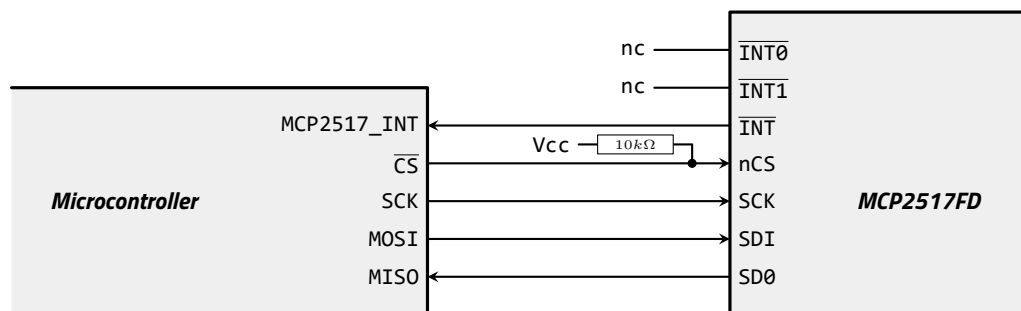 nc
INT0
nc
INT1
MCP2517_INT
INT
Vcc
10kΩ
CS
nCS
Microcontroller
SCK
SCK
MCP2517FD
MOSI
SDI
MISO
SD0